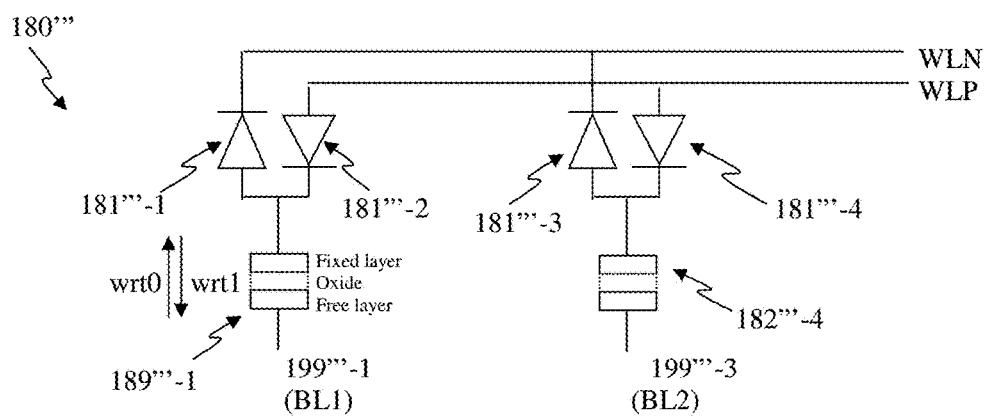 180'''
WLN
WLP
181'''-1
181'''-2
181'''-3
181'''-4
wrt0
wrt1
Fixed layer
Oxide
Free layer
182'''-4
189'''-1
199'''-1
(BL1)
199'''-3
(BL2)